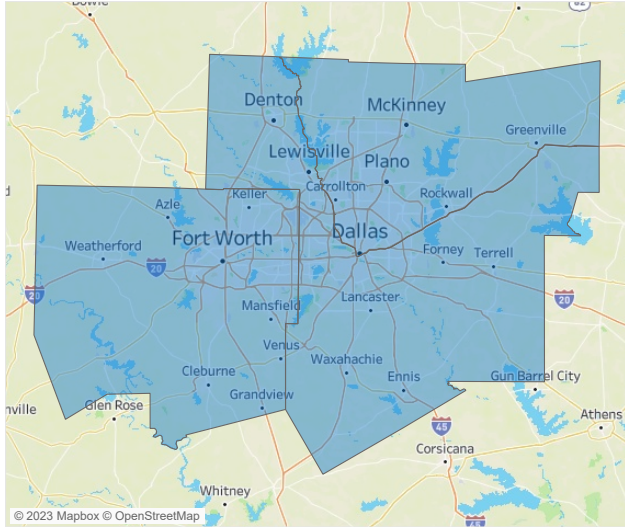 Bowie
82
Denton
McKinney
Greenville
Lewisville
Plano
Carrollton
Keller
Rockwall
Azle
Fort Worth
Dallas
Weatherford
Forney
Terrell
20
20
20
Mansfield
Lancaster
Venus
Waxahachie
Cleburne
Ennis
Gun Barrel City
Grandview
nville
Glen Rose
Athens
45
Corsicana
Whitney
45
© 2023 Mapbox © OpenStreetMap